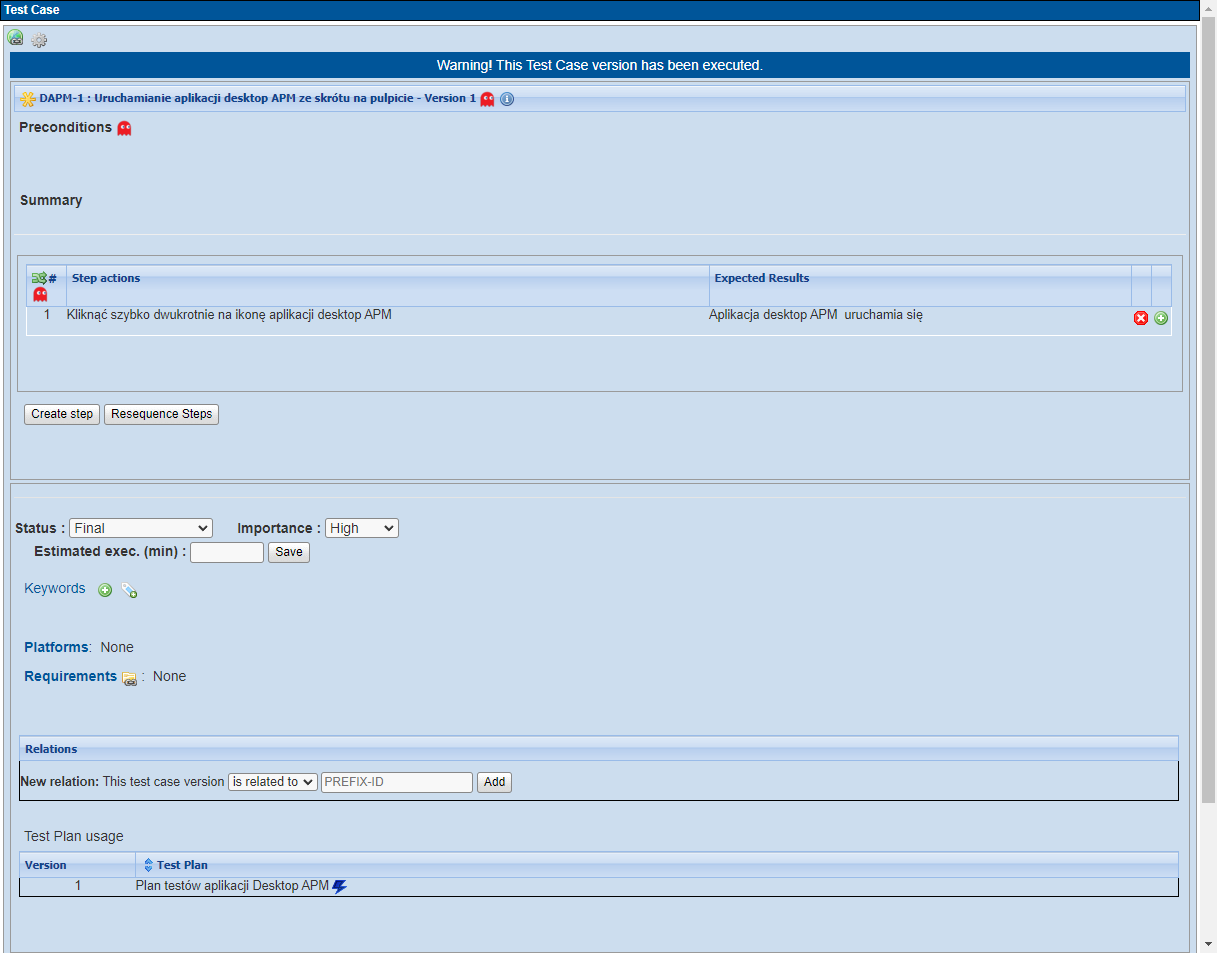 Test Case
Warning! This Test Case version has been executed.
DAPM-1 : Uruchamianie aplikacji desktop APM ze skrótu na pulpicie - Version 1
Preconditions
Summary
# Step actions Expected Results
1 Kliknąć szybko dwukrotnie na ikonę aplikacji desktop APM Aplikacja desktop APM uruchamia się
Create step Resequence Steps
Status : Final Importance : High
Estimated exec. (min) : Save
Keywords
Platforms: None
Requirements : None
Relations
New relation: This test case version is related to PREFIX-ID Add
Test Plan usage
Version Test Plan
1 Plan testów aplikacji Desktop APM